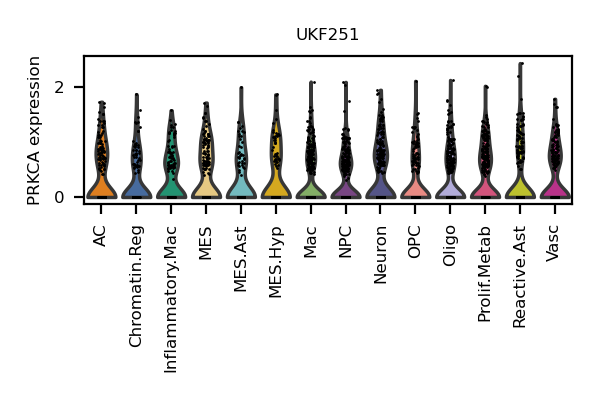 UKF251
PRKCA expression
2
0
AC
Chromatin.Reg
Inflammatory.Mac
MES
MES.Ast
MES.Hyp
Mac
NPC
Neuron
OPC
Oligo
Prolif.Metab
Reactive.Ast
Vasc